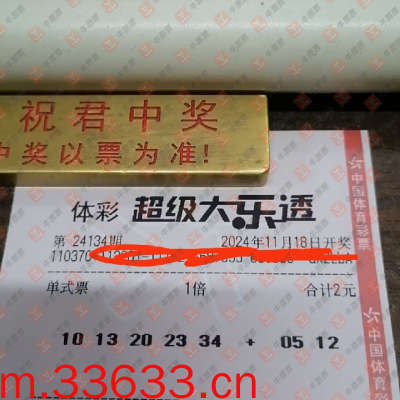 祝君中奖
中奖以票为准!
体彩 超级大乐透
第 24134期 2024年11月18日开奖
110370
单式票 1倍 合计2元
10 13 20 23 34 + 05 12
中国体育彩票
中国体育
m.33633.cn